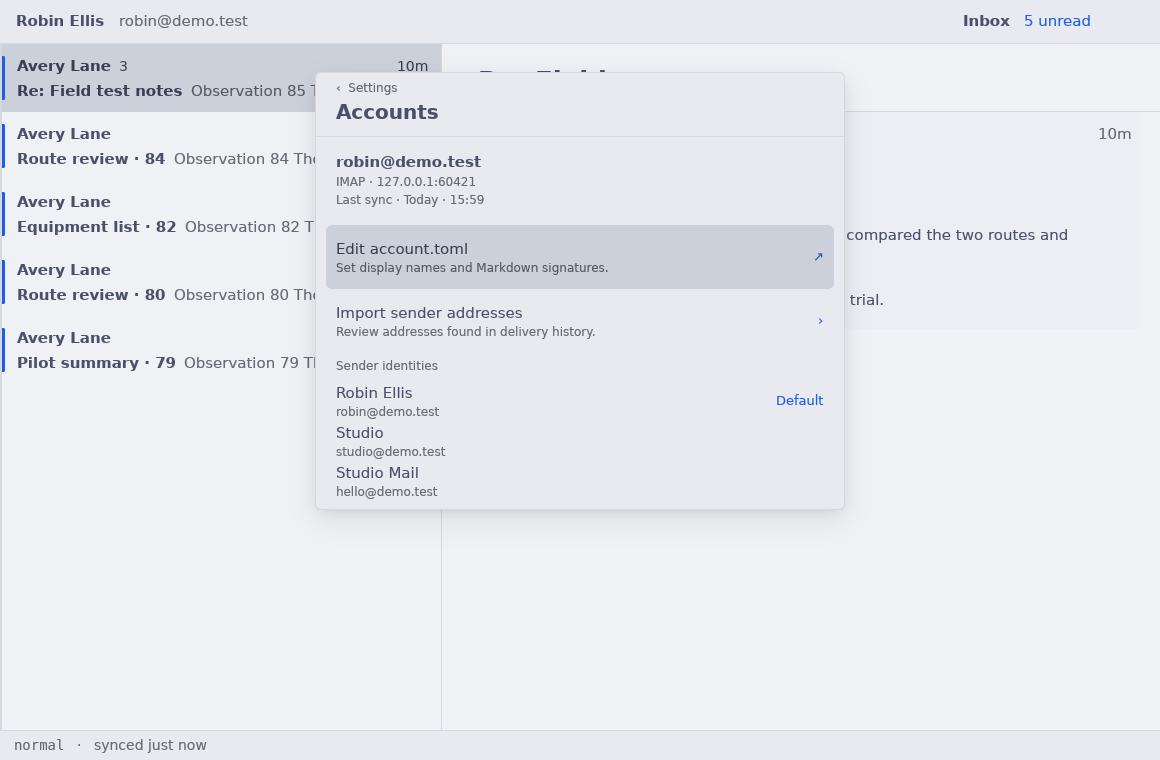 Robin Ellis robin@demo.test Inbox 5 unread
Avery Lane 3 10m
Re: Field test notes Observation 85
Avery Lane
Route review · 84 Observation 84
Avery Lane
Equipment list · 82 Observation 82
Avery Lane
Route review · 80 Observation 80
Avery Lane
Pilot summary · 79 Observation 79
‹ Settings
Accounts
robin@demo.test
IMAP · 127.0.0.1:60421
Last sync · Today · 15:59
Edit account.toml ↗
Set display names and Markdown signatures.
Import sender addresses ›
Review addresses found in delivery history.
Sender identities
Robin Ellis Default
robin@demo.test
Studio
studio@demo.test
Studio Mail
hello@demo.test
10m
compared the two routes and
trial.
normal · synced just now